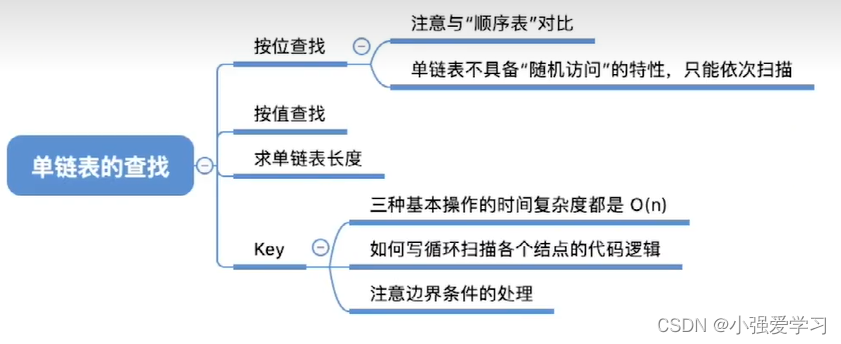 单链表的查找
按位查找
注意与“顺序表”对比
单链表不具备“随机访问”的特性，只能依次扫描
按值查找
求单链表长度
Key
三种基本操作的时间复杂度都是 O(n)
如何写循环扫描各个结点的代码逻辑
注意边界条件的处理
CSDN @小强爱学习